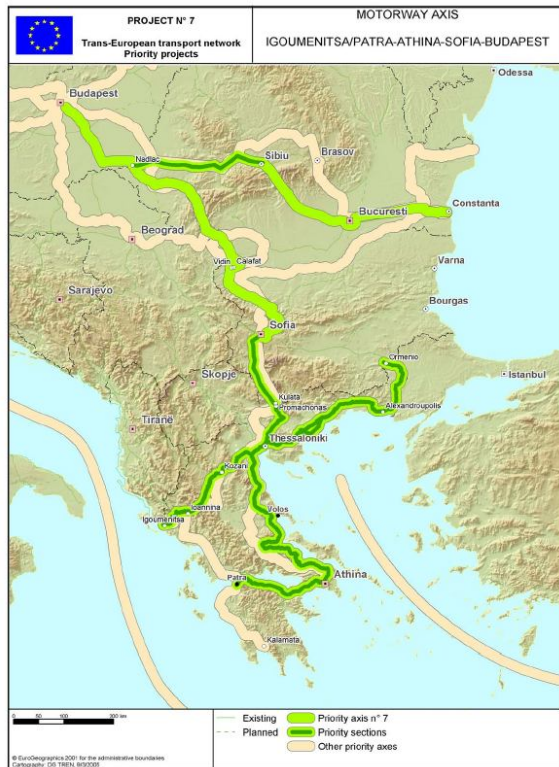 PROJECT N° 7
Trans-European transport network
Priority projects
MOTORWAY AXIS
IGOUMENITSA/PATRA-ATHINA-SOFIA-BUDAPEST
Odessa
Budapest
Nadlac
Sibiu
Brasov
Bucuresti
Constanta
Beograd
Vidin
Calafat
Varna
Sarajevo
Bourgas
Sofia
Ormenio
Istanbul
Skopje
Kulata
Promachonas
Alexandroupolis
Tirane
Thessaloniki
Kozani
Ioannina
Igoumenitsa
Volos
Patra
Athina
Kalamata
0 50 100 200 km
Existing
Planned
Priority axis n° 7
Priority sections
Other priority axes
© EuroGeographics 2001 for the administrative boundaries
Cartography: DG TREN,